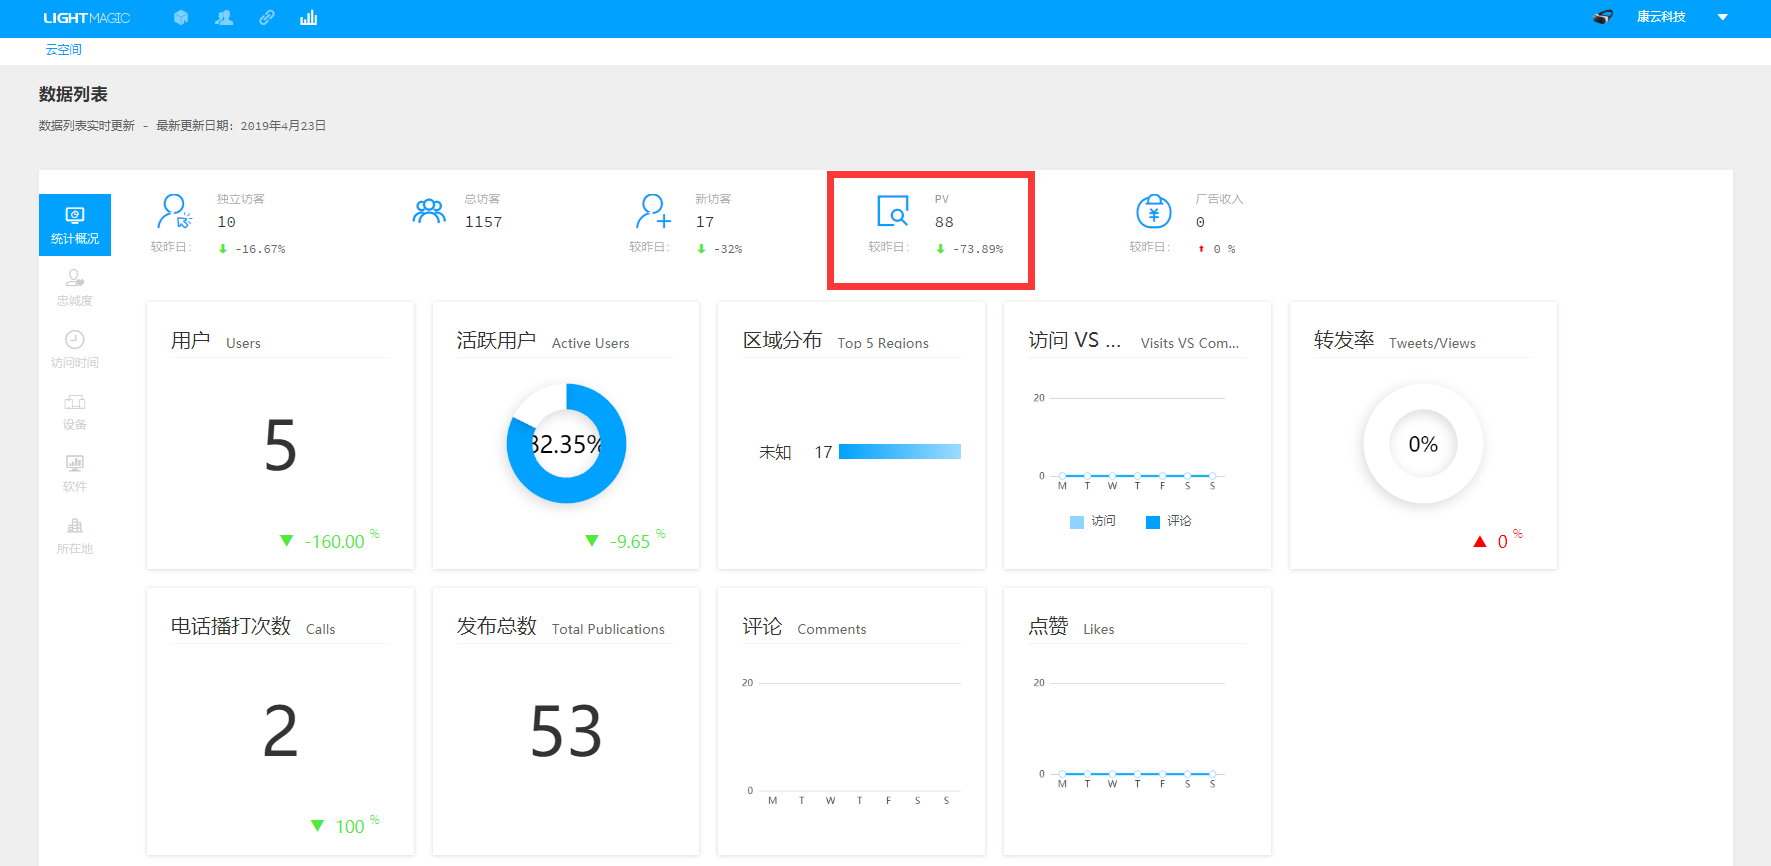 LIGHTMAGIC
康云科技
云空间
数据列表
数据列表实时更新 - 最新更新日期: 2019年4月23日
统计概况
忠诚度
访问时间
设备
软件
所在地
独立访客
10
较昨日: -16.67%
总访客
1157
新访客
17
较昨日: -32%
PV
88
较昨日: -73.89%
广告收入
0
较昨日: 0 %
用户 Users
5
-160.00 %
活跃用户 Active Users
82.35%
-9.65 %
区域分布 Top 5 Regions
未知 17
访问 VS ... Visits VS Com...
20
0
M T W T F S S
访问 评论
转发率 Tweets/Views
0%
0 %
电话播打次数 Calls
2
100 %
发布总数 Total Publications
53
评论 Comments
20
0
M T W T F S S
点赞 Likes
20
0
M T W T F S S